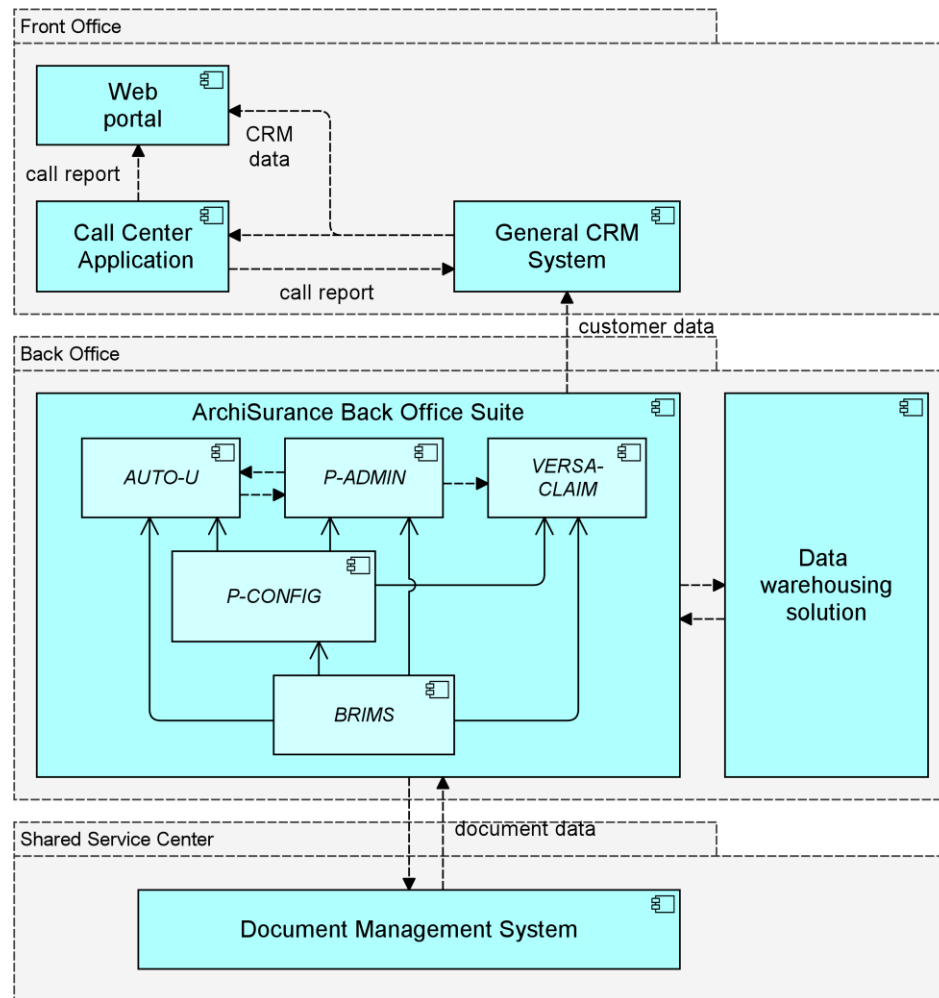 Front Office
Web
portal
CRM
data
call report
Call Center
Application
General CRM
System
call report
customer data
Back Office
ArchiSurance Back Office Suite
AUTO-U
P-ADMIN
VERSA-
CLAIM
P-CONFIG
BRIMS
Data
warehousing
solution
document data
Shared Service Center
Document Management System